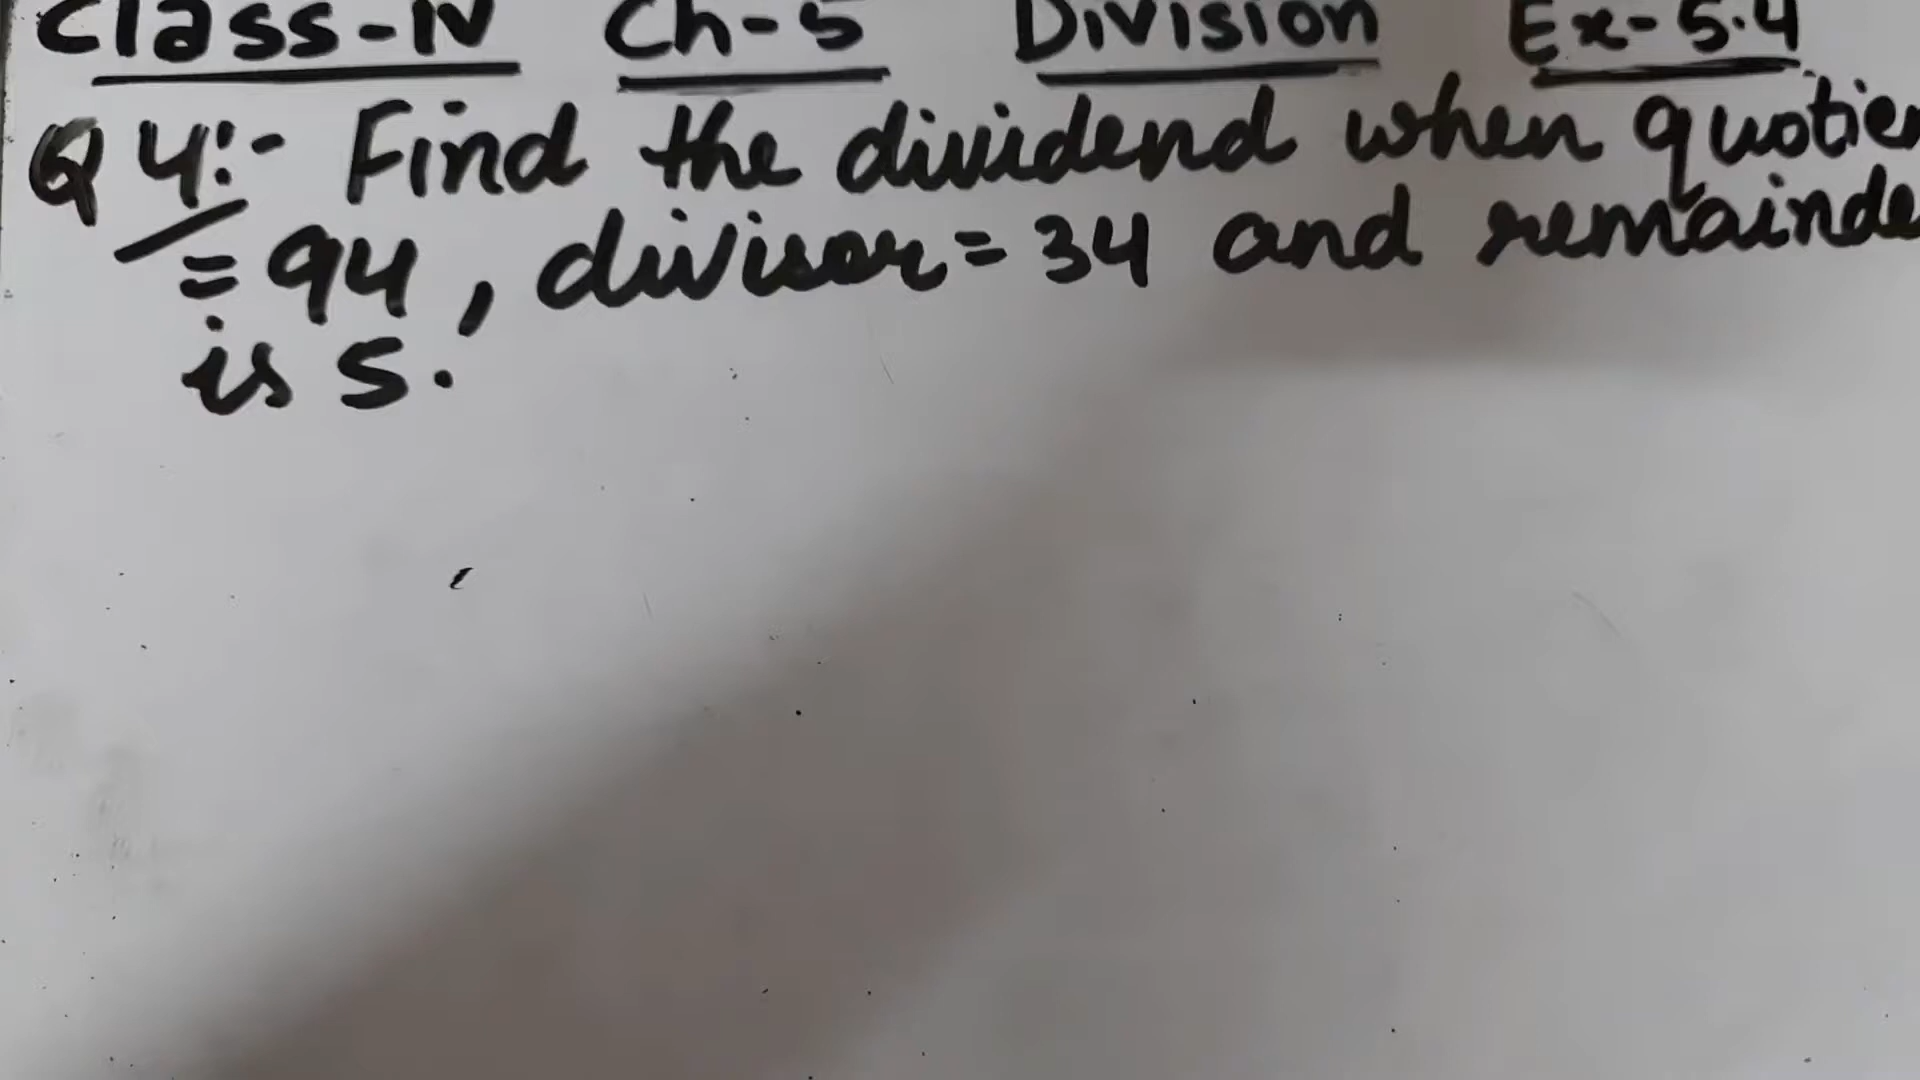 Class-IV Ch-5 Division Ex-5.4
Q4:- Find the dividend when quotien
= 94, divisor = 34 and remainde
is 5.